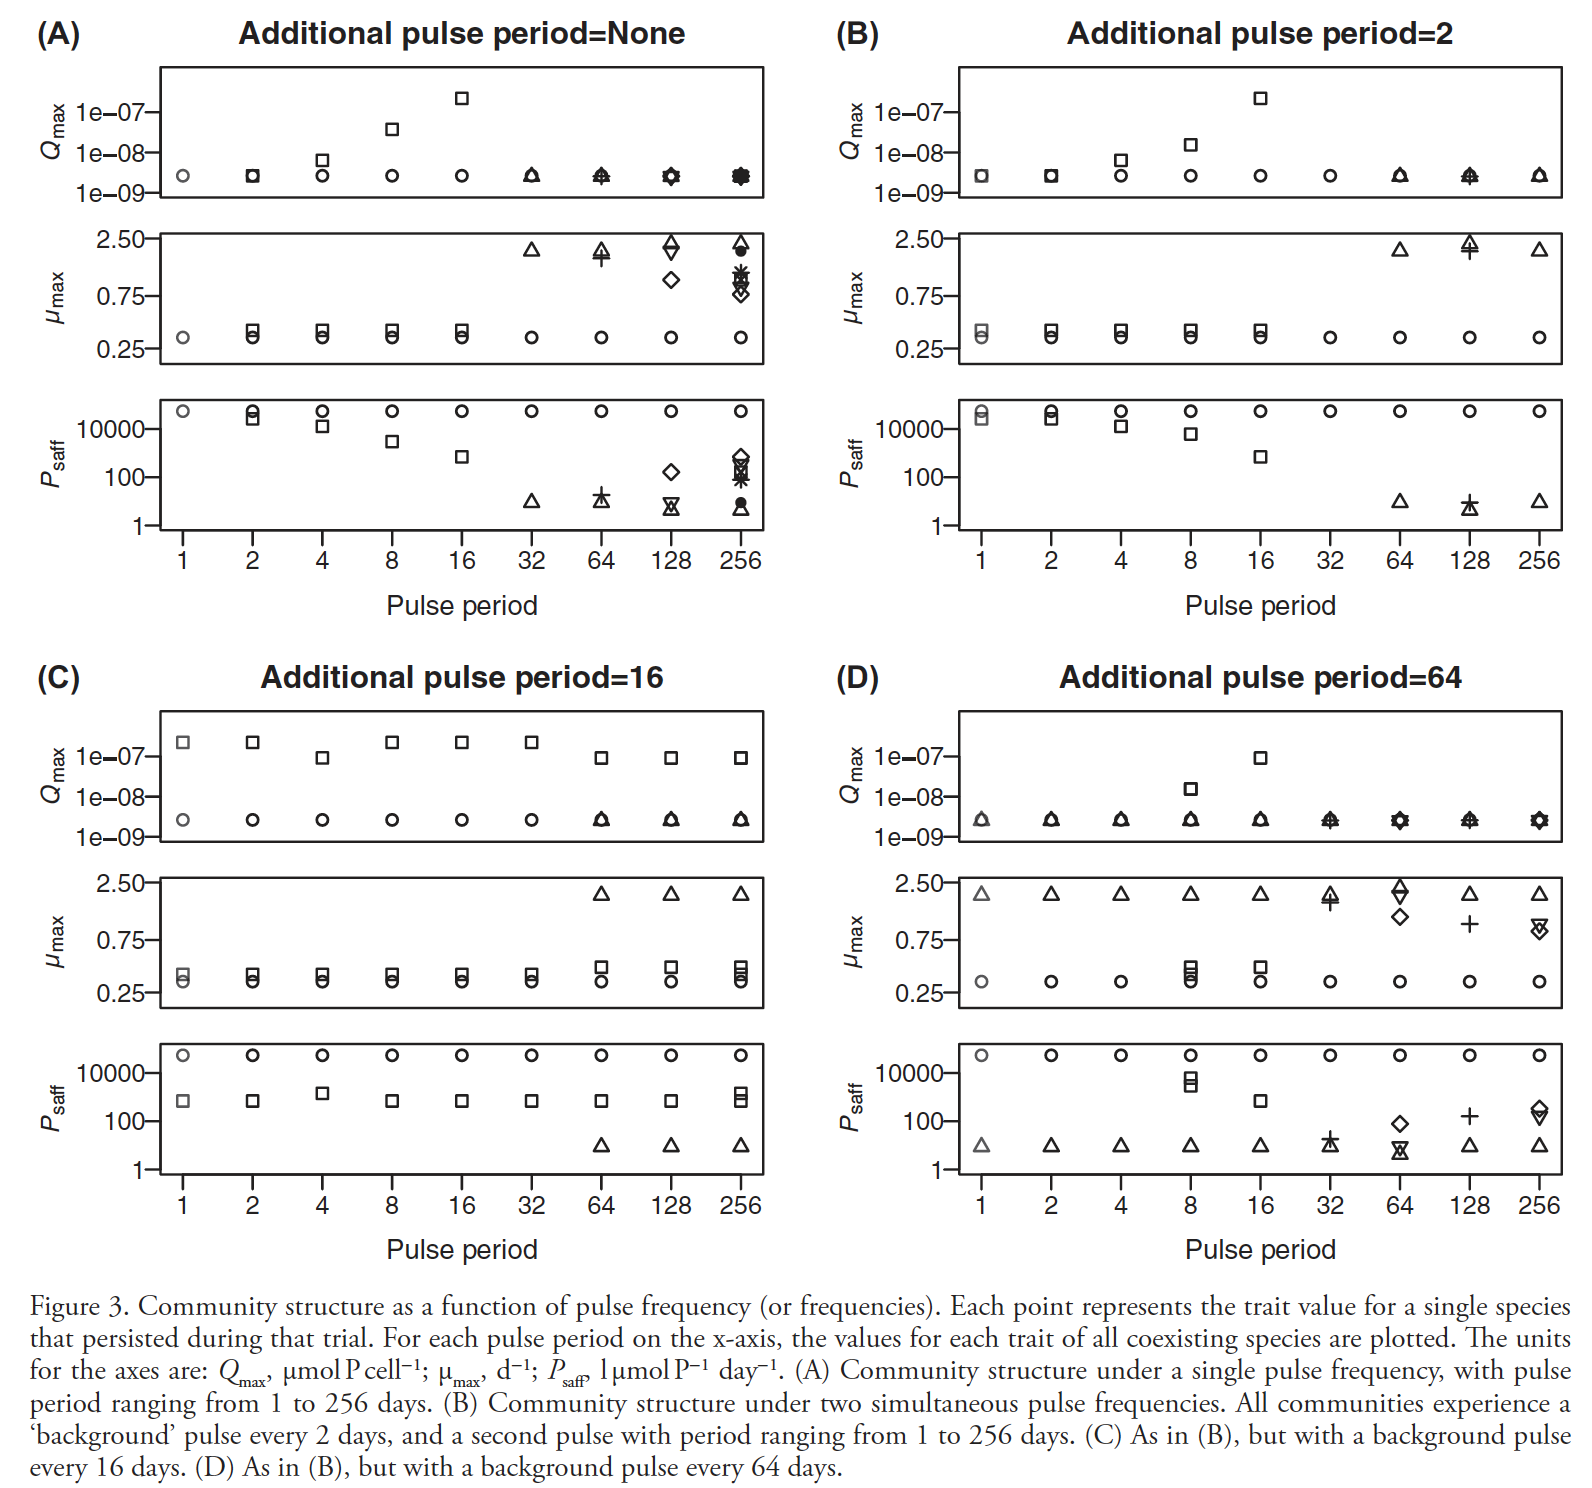 (A) Additional pulse period=None
Qmax
1e−07
1e−08
1e−09
μmax
2.50
0.75
0.25
Psaff
10000
100
1
1 2 4 8 16 32 64 128 256
Pulse period
(B) Additional pulse period=2
Qmax
1e−07
1e−08
1e−09
μmax
2.50
0.75
0.25
Psaff
10000
100
1
1 2 4 8 16 32 64 128 256
Pulse period
(C) Additional pulse period=16
Qmax
1e−07
1e−08
1e−09
μmax
2.50
0.75
0.25
Psaff
10000
100
1
1 2 4 8 16 32 64 128 256
Pulse period
(D) Additional pulse period=64
Qmax
1e−07
1e−08
1e−09
μmax
2.50
0.75
0.25
Psaff
10000
100
1
1 2 4 8 16 32 64 128 256
Pulse period
Figure 3. Community structure as a function of pulse frequency (or frequencies). Each point represents the trait value for a single species
that persisted during that trial. For each pulse period on the x-axis, the values for each trait of all coexisting species are plotted. The units
for the axes are: Qmax, μmol P cell⁻¹; μmax, d⁻¹; Psaff, l μmol P⁻¹ day⁻¹. (A) Community structure under a single pulse frequency, with pulse
period ranging from 1 to 256 days. (B) Community structure under two simultaneous pulse frequencies. All communities experience a
‘background’ pulse every 2 days, and a second pulse with period ranging from 1 to 256 days. (C) As in (B), but with a background pulse
every 16 days. (D) As in (B), but with a background pulse every 64 days.